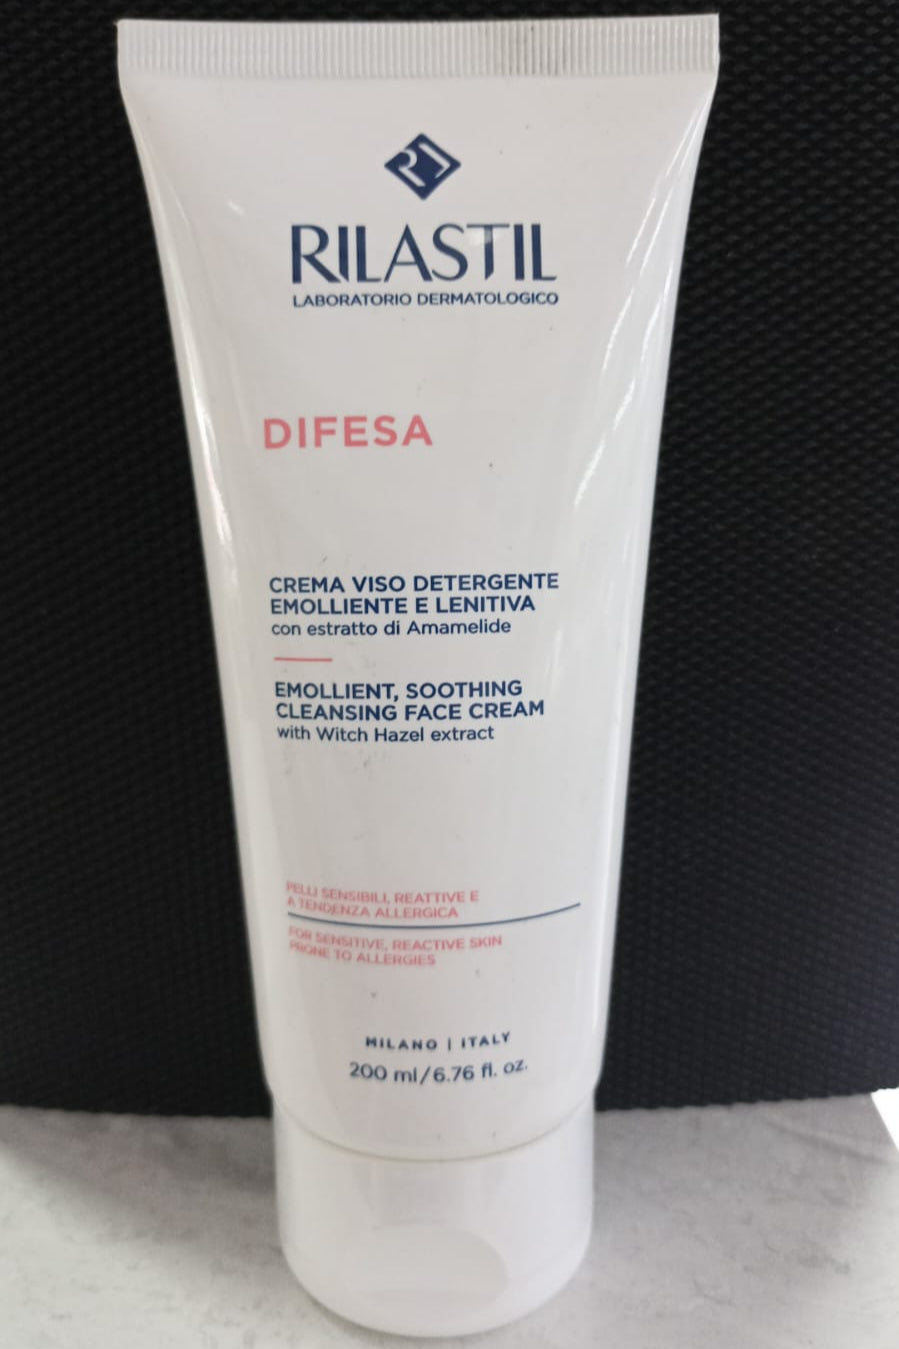 RILASTIL
LABORATORIO DERMATOLOGICO
DIFESA
CREMA VISO DETERGENTE
EMOLLIENTE E LENITIVA
con estratto di Amamelide
EMOLLIENT, SOOTHING
CLEANSING FACE CREAM
with Witch Hazel extract
PELLI SENSIBILI, REATTIVE E
A TENDENZA ALLERGICA
FOR SENSITIVE, REACTIVE SKIN
PRONE TO ALLERGIES
MILANO | ITALY
200 ml/6.76 fl. oz.